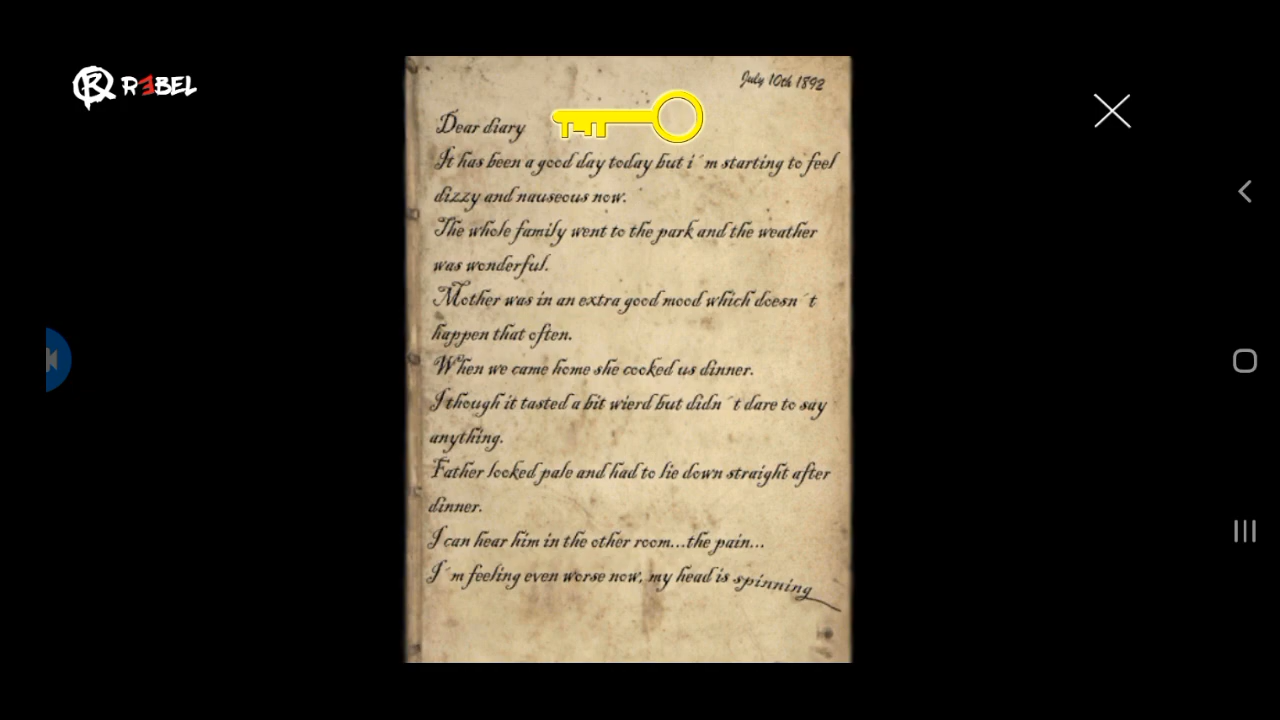 R3BEL
July 10th 1892
Dear diary
It has been a good day today but i´m starting to feel
dizzy and nauseous now.
The whole family went to the park and the weather
was wonderful.
Mother was in an extra good mood which doesn´t
happen that often.
When we came home she cooked us dinner.
I though it tasted a bit wierd but didn´t dare to say
anything.
Father looked pale and had to lie down straight after
dinner.
I can hear him in the other room...the pain...
I´m feeling even worse now, my head is spinning